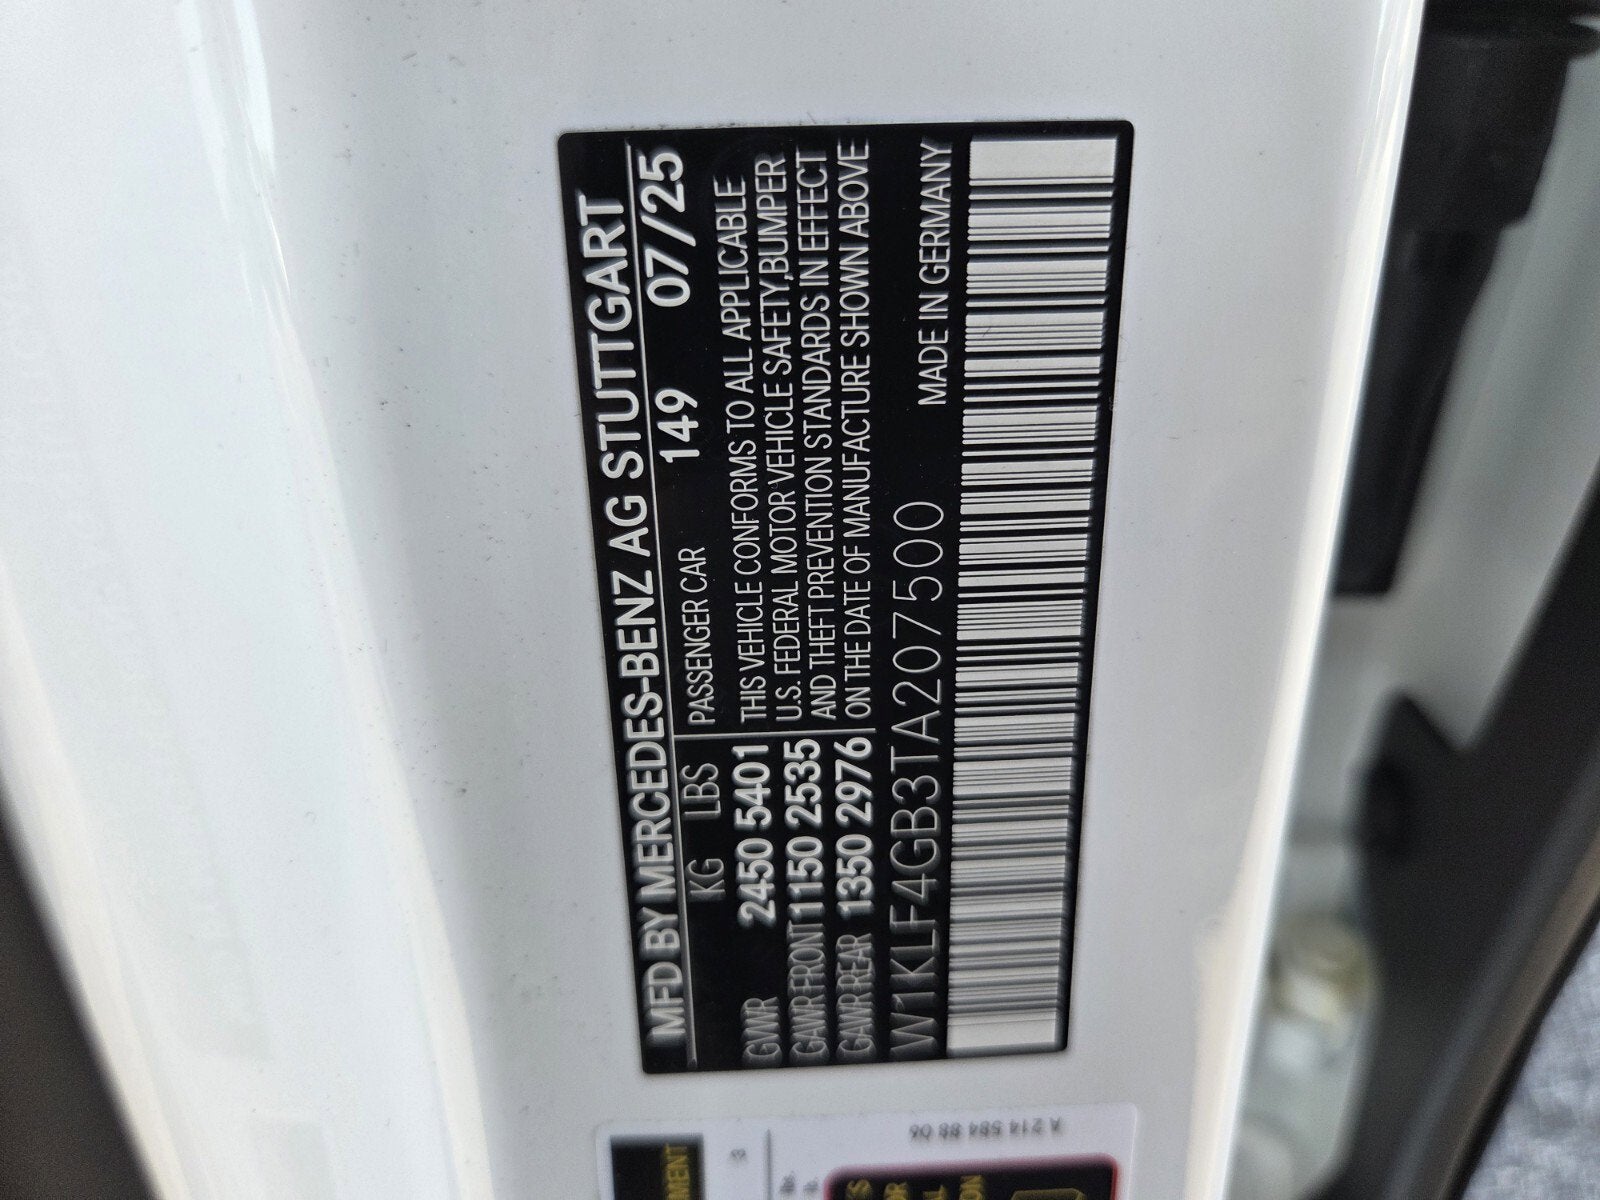 MFD BY MERCEDES-BENZ AG STUTTGART
149 07/25
KG LBS PASSENGER CAR
GVWR 2450 5401 THIS VEHICLE CONFORMS TO ALL APPLICABLE
GAWR FRONT 1150 2535 U.S. FEDERAL MOTOR VEHICLE SAFETY,BUMPER
AND THEFT PREVENTION STANDARDS IN EFFECT
GAWR REAR 1350 2976 ON THE DATE OF MANUFACTURE SHOWN ABOVE
W1KLF4GB3TA207500 MADE IN GERMANY
A 214 584 88 06